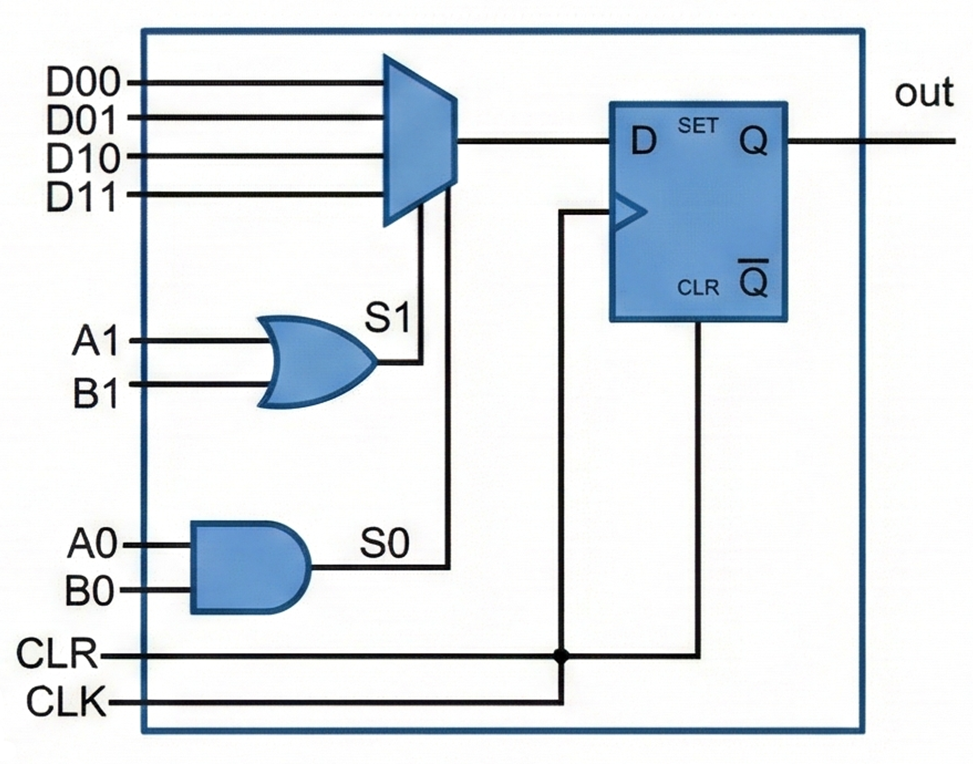 D00
D01
D10
D11
A1
B1
S1
A0
B0
S0
CLR
CLK
D
SET
Q
CLR
Q̅
out